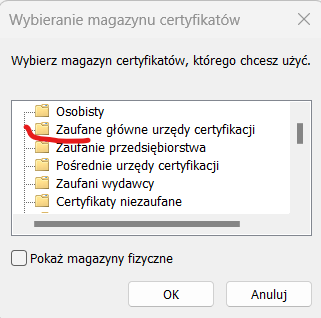 Wybieranie magazynu certyfikatów
Wybierz magazyn certyfikatów, którego chcesz użyć.
Osobisty
Zaufane główne urzędy certyfikacji
Zaufanie przedsiębiorstwa
Pośrednie urzędy certyfikacji
Zaufani wydawcy
Certyfikaty niezaufane
Pokaż magazyny fizyczne
OK Anuluj